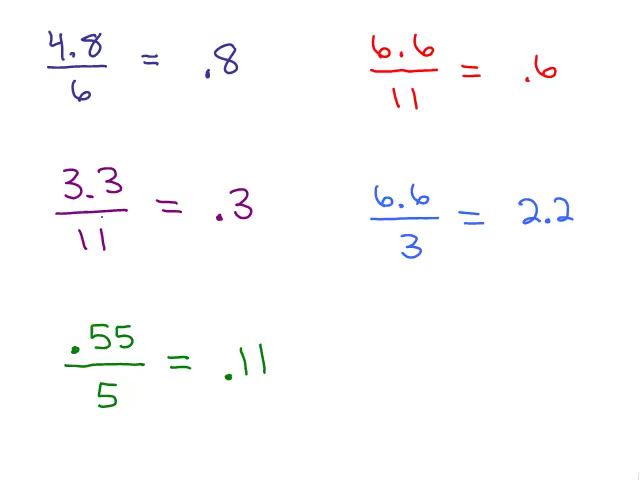 4.8/6 = .8
6.6/11 = .6
3.3/11 = .3
6.6/3 = 2.2
.55/5 = .11